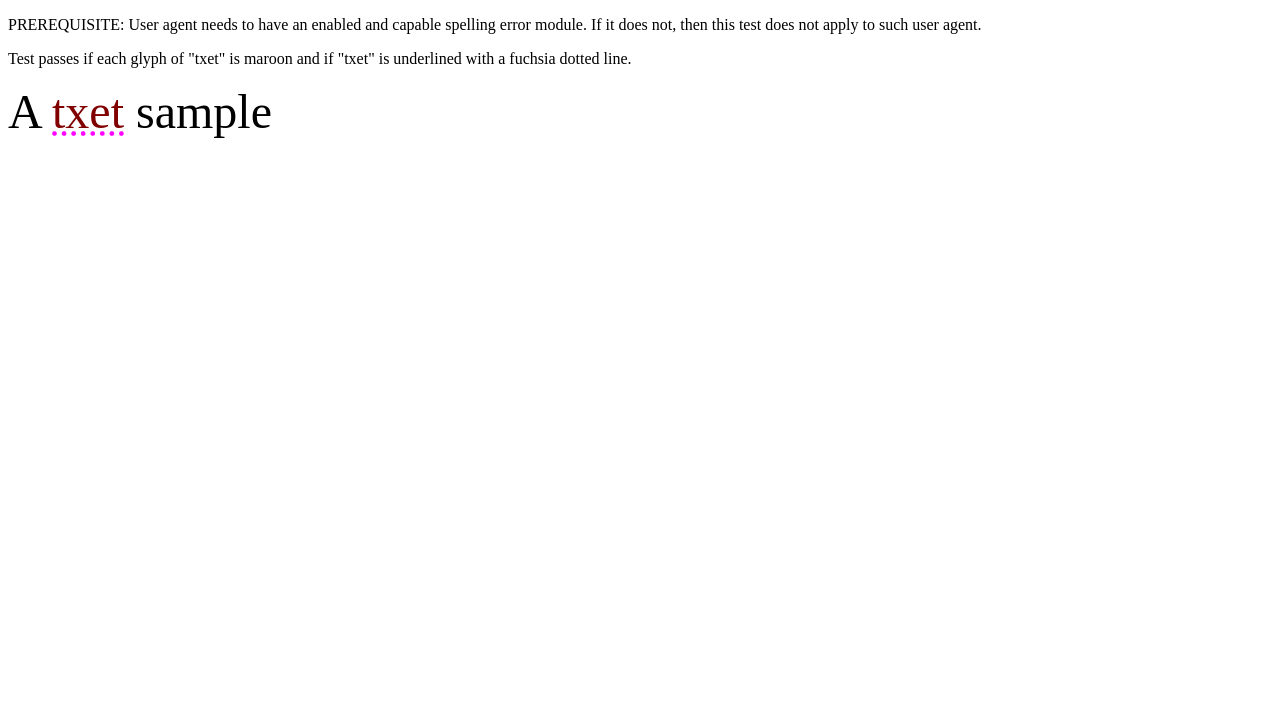 PREREQUISITE: User agent needs to have an enabled and capable spelling error module. If it does not, then this test does not apply to such user agent.
Test passes if each glyph of "txet" is maroon and if "txet" is underlined with a fuchsia dotted line.
A txet sample